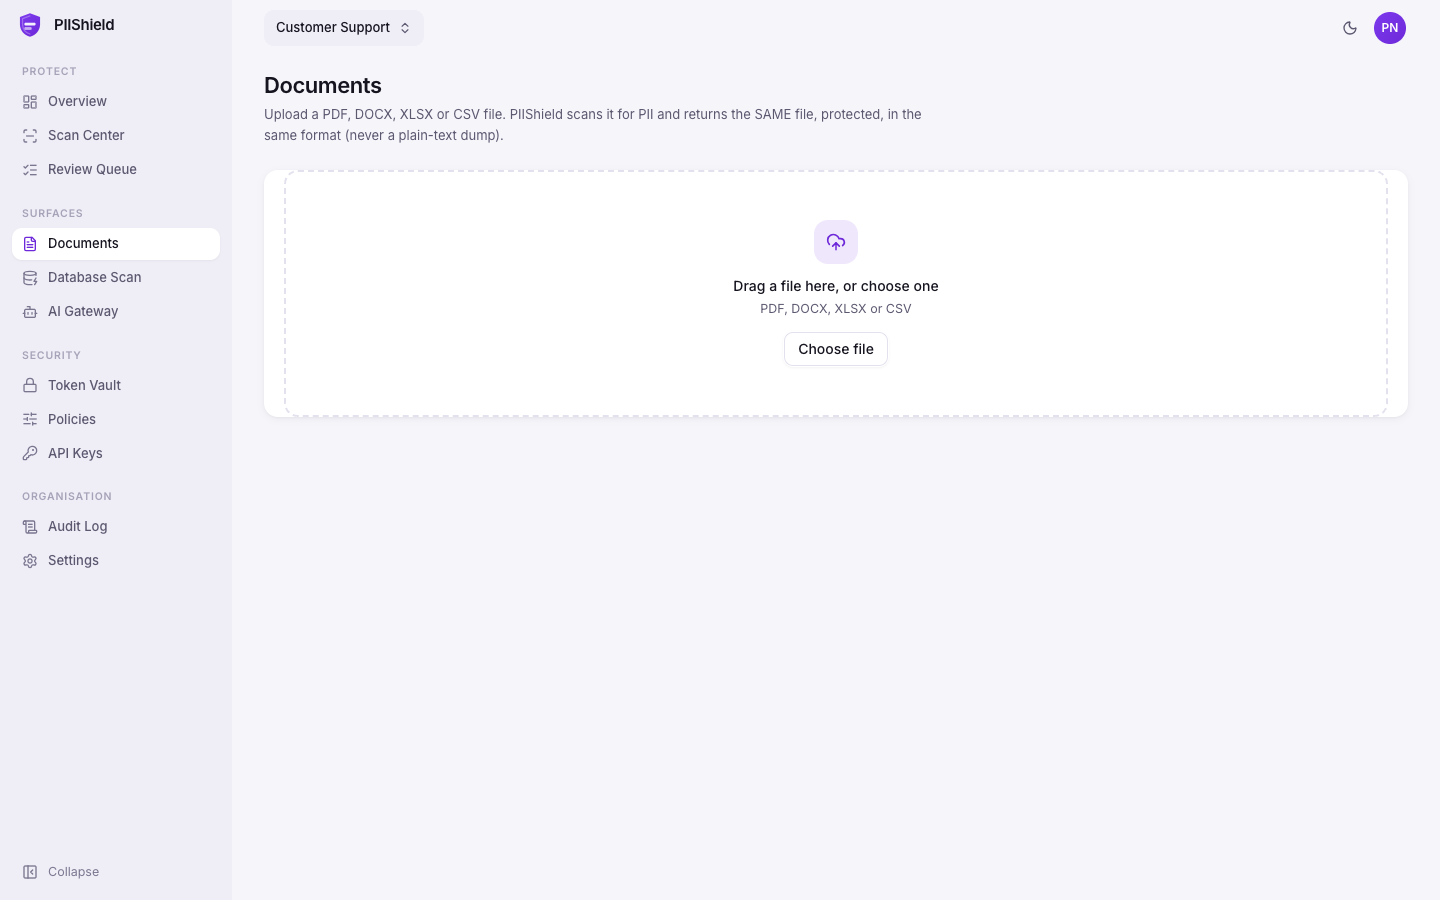 PIIShield
PROTECT
Overview
Scan Center
Review Queue
SURFACES
Documents
Database Scan
AI Gateway
SECURITY
Token Vault
Policies
API Keys
ORGANISATION
Audit Log
Settings
Collapse
Customer Support
PN
Documents
Upload a PDF, DOCX, XLSX or CSV file. PIIShield scans it for PII and returns the SAME file, protected, in the
same format (never a plain-text dump).
Drag a file here, or choose one
PDF, DOCX, XLSX or CSV
Choose file